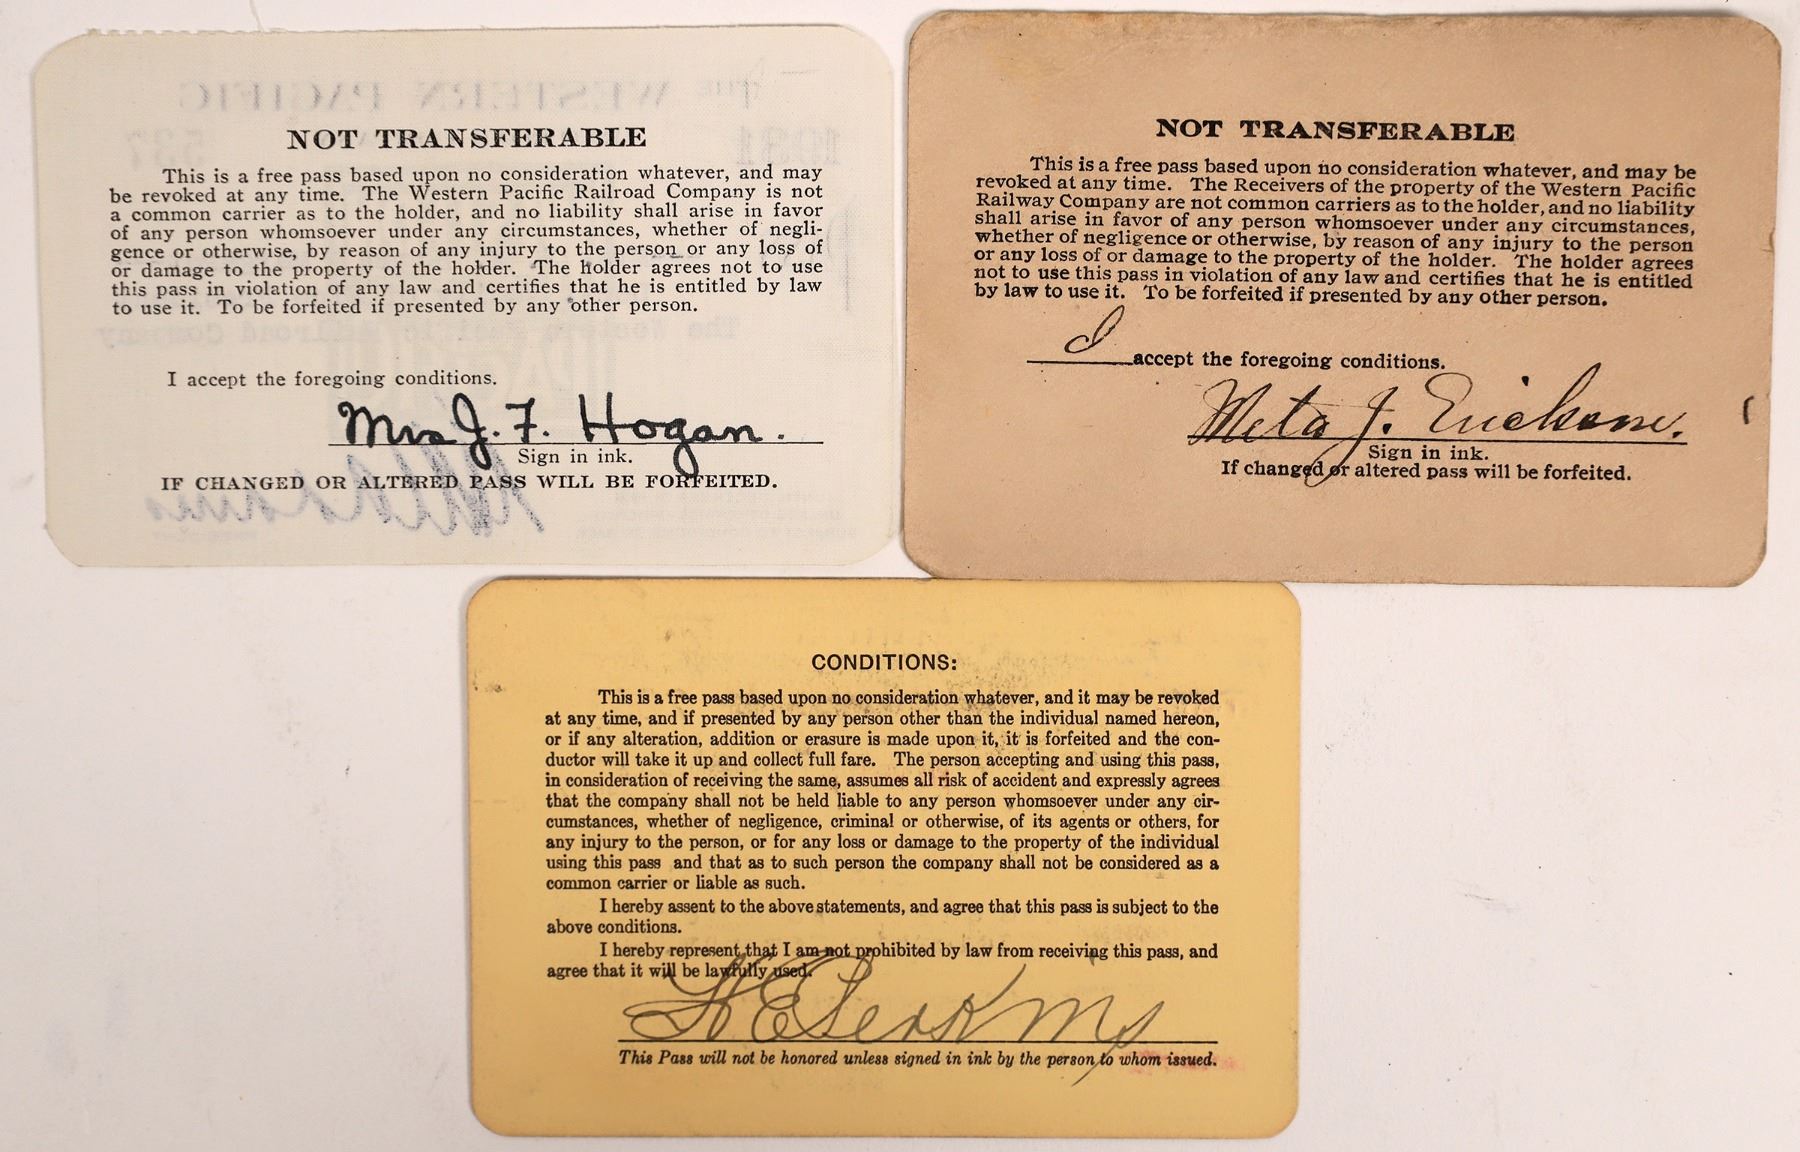 THE WESTERN PACIFIC
1931 537
NOT TRANSFERABLE
This is a free pass based upon no consideration whatever, and may
be revoked at any time. The Western Pacific Railroad Company is not
a common carrier as to the holder, and no liability shall arise in favor
of any person whomsoever under any circumstances, whether of negli-
gence or otherwise, by reason of any injury to the person or any loss of
or damage to the property of the holder. The holder agrees not to use
this pass in violation of any law and certifies that he is entitled by law
to use it. To be forfeited if presented by any other person.
The Western Pacific Railroad Company
I accept the foregoing conditions.
Mrs J. F. Hogan.
Sign in ink.
IF CHANGED OR ALTERED PASS WILL BE FORFEITED.
NOT TRANSFERABLE
This is a free pass based upon no consideration whatever, and may be
revoked at any time. The Receivers of the property of the Western Pacific
Railway Company are not common carriers as to the holder, and no liability
shall arise in favor of any person whomsoever under any circumstances,
whether of negligence or otherwise, by reason of any injury to the person
or any loss of or damage to the property of the holder. The holder agrees
not to use this pass in violation of any law and certifies that he is entitled
by law to use it. To be forfeited if presented by any other person.
I accept the foregoing conditions.
Meta J. Erickson.
Sign in ink.
If changed or altered pass will be forfeited.
CONDITIONS:
This is a free pass based upon no consideration whatever, and it may be revoked
at any time, and if presented by any person other than the individual named hereon,
or if any alteration, addition or erasure is made upon it, it is forfeited and the con-
ductor will take it up and collect full fare. The person accepting and using this pass,
in consideration of receiving the same, assumes all risk of accident and expressly agrees
that the company shall not be held liable to any person whomsoever under any cir-
cumstances, whether of negligence, criminal or otherwise, of its agents or others, for
any injury to the person, or for any loss or damage to the property of the individual
using this pass and that as to such person the company shall not be considered as a
common carrier or liable as such.
I hereby assent to the above statements, and agree that this pass is subject to the
above conditions.
I hereby represent that I am not prohibited by law from receiving this pass, and
agree that it will be lawfully used.
This Pass will not be honored unless signed in ink by the person to whom issued.